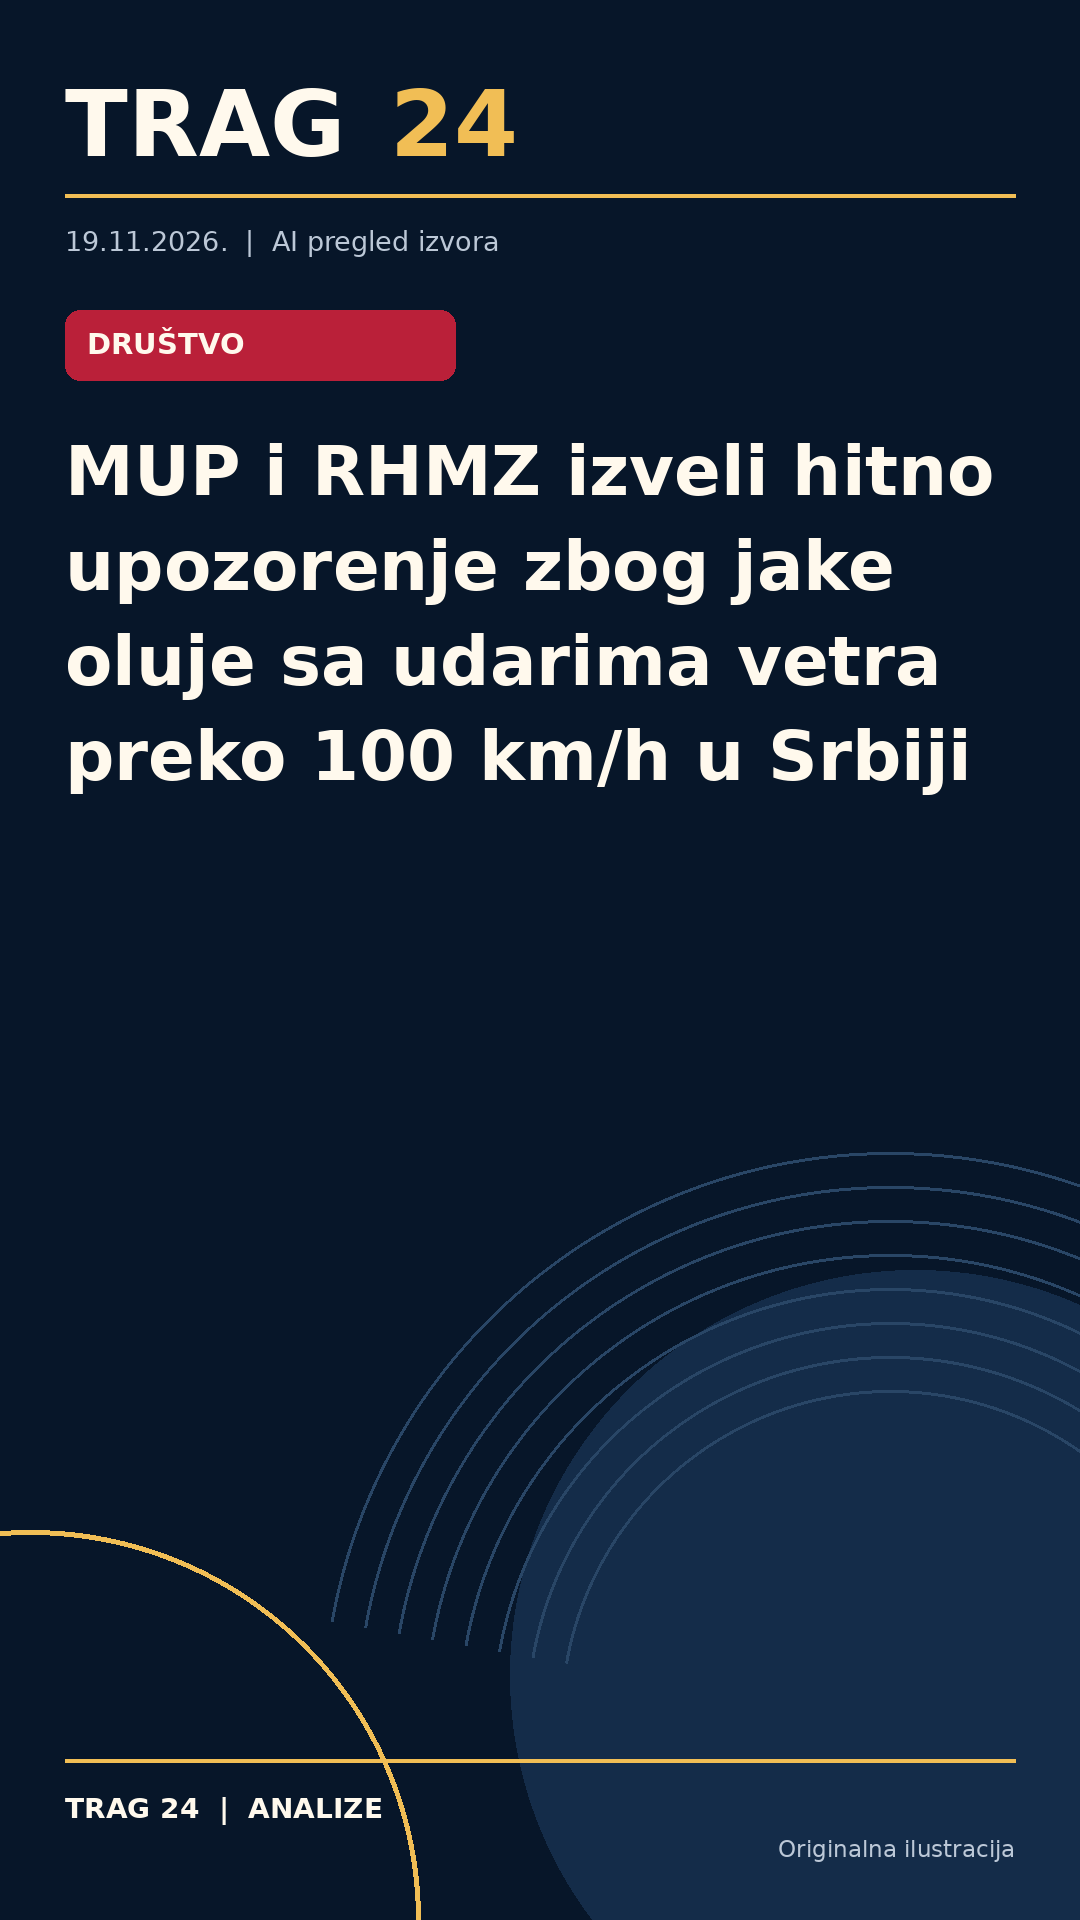 TRAG 24
19.11.2026. | AI pregled izvora
DRUŠTVO
MUP i RHMZ izveli hitno
upozorenje zbog jake
oluje sa udarima vetra
preko 100 km/h u Srbiji
TRAG 24 | ANALIZE
Originalna ilustracija